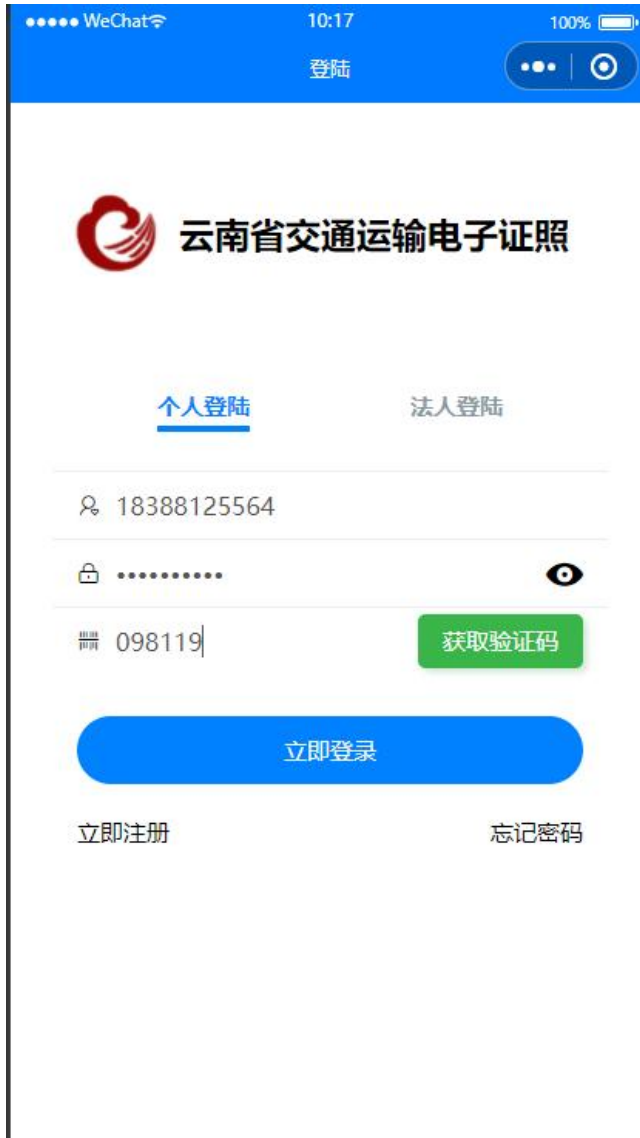 WeChat 10:17 100%
登陆
云南省交通运输电子证照
个人登陆 法人登陆
18388125564
••••••••••
098119 获取验证码
立即登录
立即注册 忘记密码